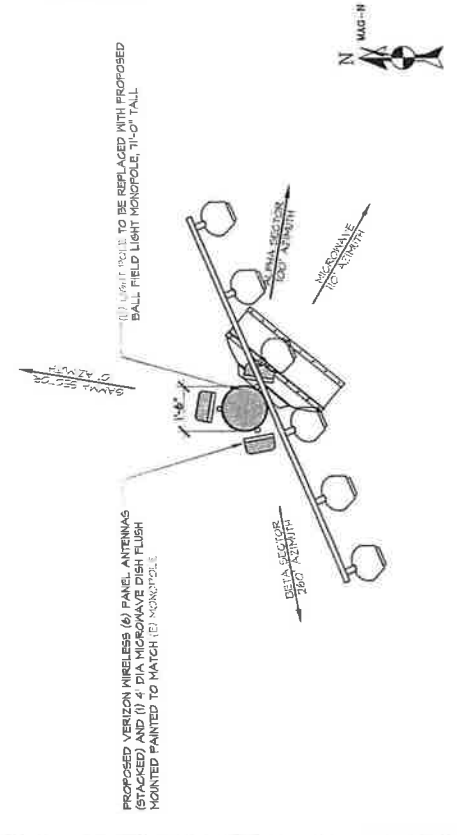 PROPOSED VERIZON WIRELESS (6) PANEL ANTENNAS
(STACKED) AND (1) 4' DIA MICROWAVE DISH FLUSH
MOUNTED PAINTED TO MATCH (E) MONOPOLE
(E) LIGHT POLE TO BE REPLACED WITH PROPOSED
BALL FIELD LIGHT MONOPOLE, 71'-0" TALL
GAMMA SECTOR
0° AZIMUTH
1'-6"
ALPHA SECTOR
100° AZIMUTH
MICROWAVE
110° AZIMUTH
BETA SECTOR
260° AZIMUTH
N
MAG-N